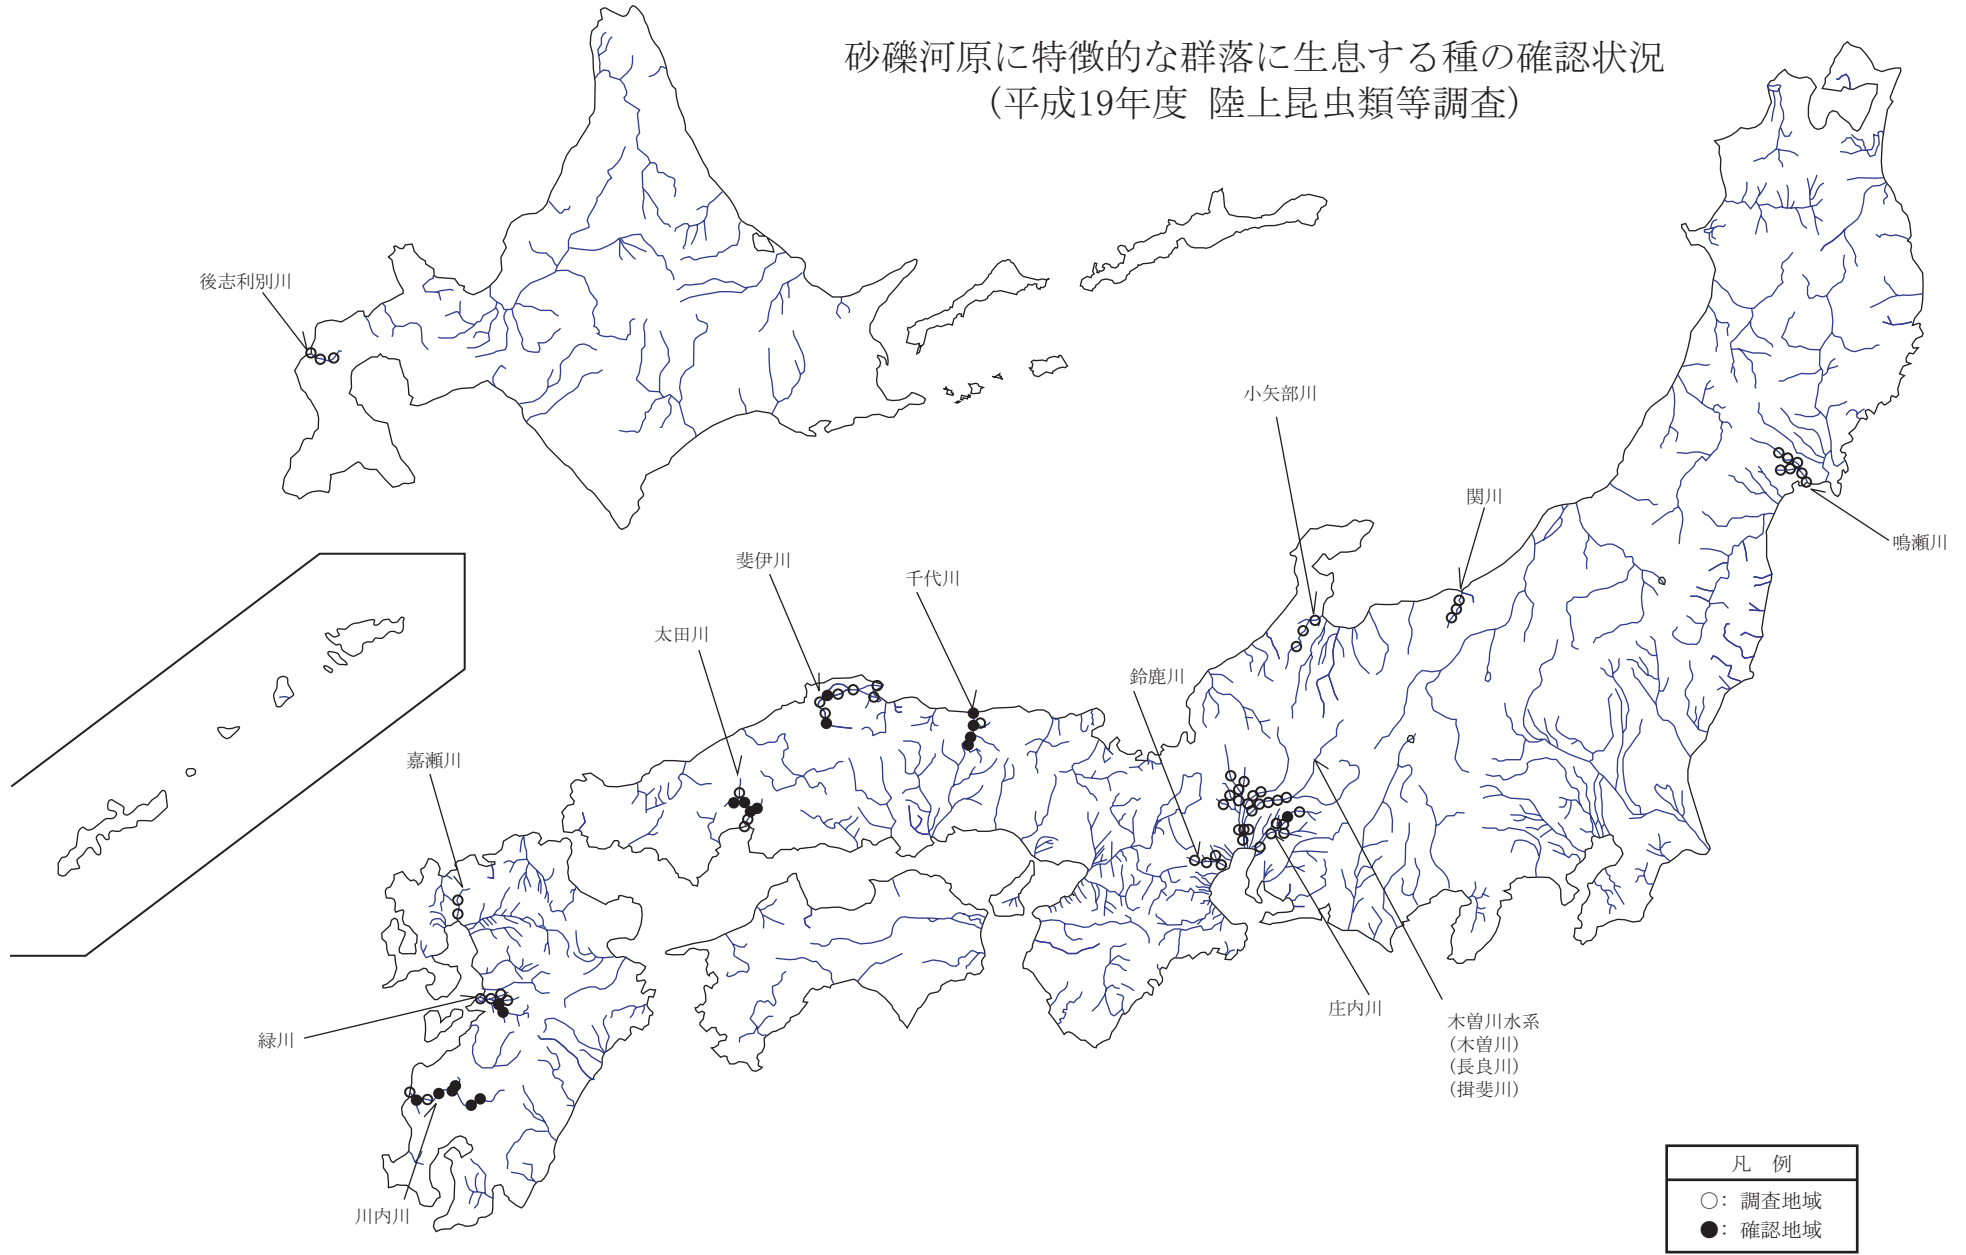 砂礫河原に特徴的な群落に生息する種の確認状況
(平成19年度 陸上昆虫類等調査)
後志利別川
小矢部川
関川
鳴瀬川
斐伊川
千代川
太田川
鈴鹿川
嘉瀬川
庄内川
木曽川水系
(木曽川)
(長良川)
(揖斐川)
緑川
川内川
凡 例
○: 調査地域
●: 確認地域